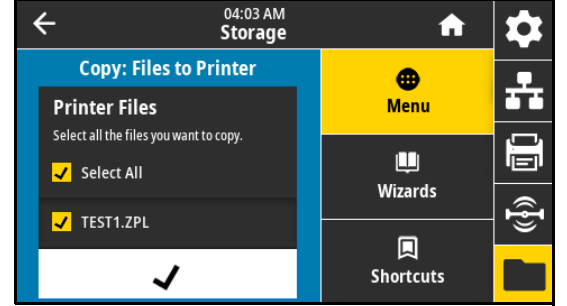 04:03 AM
Storage
Copy: Files to Printer
Printer Files
Select all the files you want to copy.
Select All
TEST1.ZPL
Menu
Wizards
Shortcuts